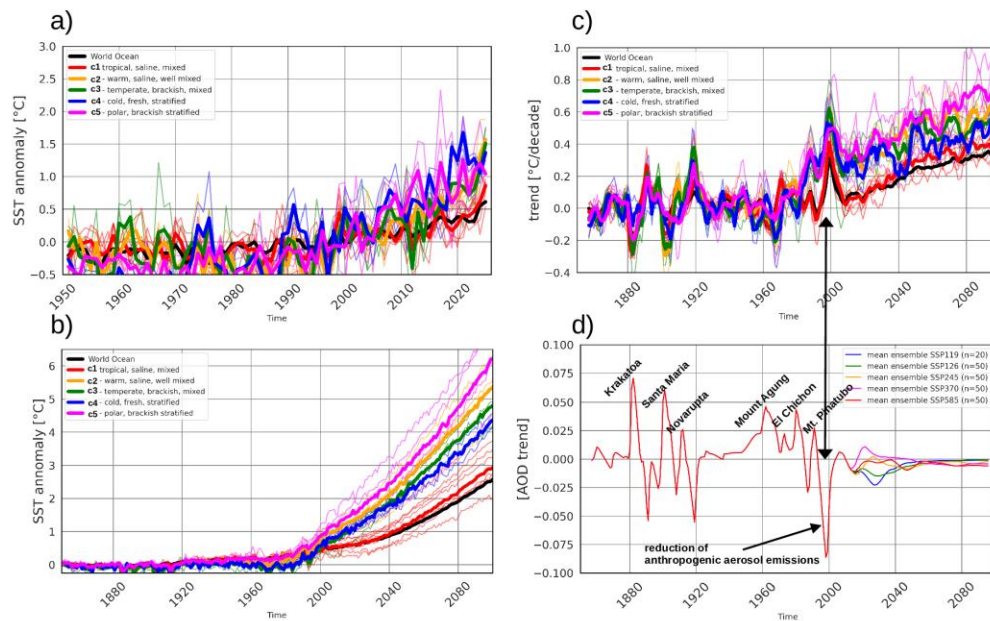 a)
SST annomaly [°C]
3.0
2.5
2.0
1.5
1.0
0.5
0.0
−0.5
World Ocean
c1 tropical, saline, mixed
c2 - warm, saline, well mixed
c3 - temperate, brackish, mixed
c4 - cold, fresh, stratified
c5 - polar, brackish stratified
1950
1960
1970
1980
1990
2000
2010
2020
Time
c)
trend [°C/decade]
1.0
0.8
0.6
0.4
0.2
0.0
−0.2
−0.4
World Ocean
c1 tropical, saline, mixed
c2 - warm, saline, well mixed
c3 - temperate, brackish, mixed
c4 - cold, fresh, stratified
c5 - polar, brackish stratified
1880
1920
1960
2000
2040
2080
Time
b)
SST annomaly [°C]
6
5
4
3
2
1
0
World Ocean
c1 tropical, saline, mixed
c2 - warm, saline, well mixed
c3 - temperate, brackish, mixed
c4 - cold, fresh, stratified
c5 - polar, brackish stratified
1880
1920
1960
2000
2040
2080
Time
d)
[AOD trend]
0.100
0.075
0.050
0.025
0.000
−0.025
−0.050
−0.075
−0.100
mean ensemble SSP119 (n=20)
mean ensemble SSP126 (n=50)
mean ensemble SSP245 (n=50)
mean ensemble SSP370 (n=50)
mean ensemble SSP585 (n=50)
Krakatoa
Santa Maria
Novarupta
Mount Agung
El Chichon
Mt. Pinatubo
reduction of
anthropogenic aerosol emissions
1880
1920
1960
2000
2040
2080
Time